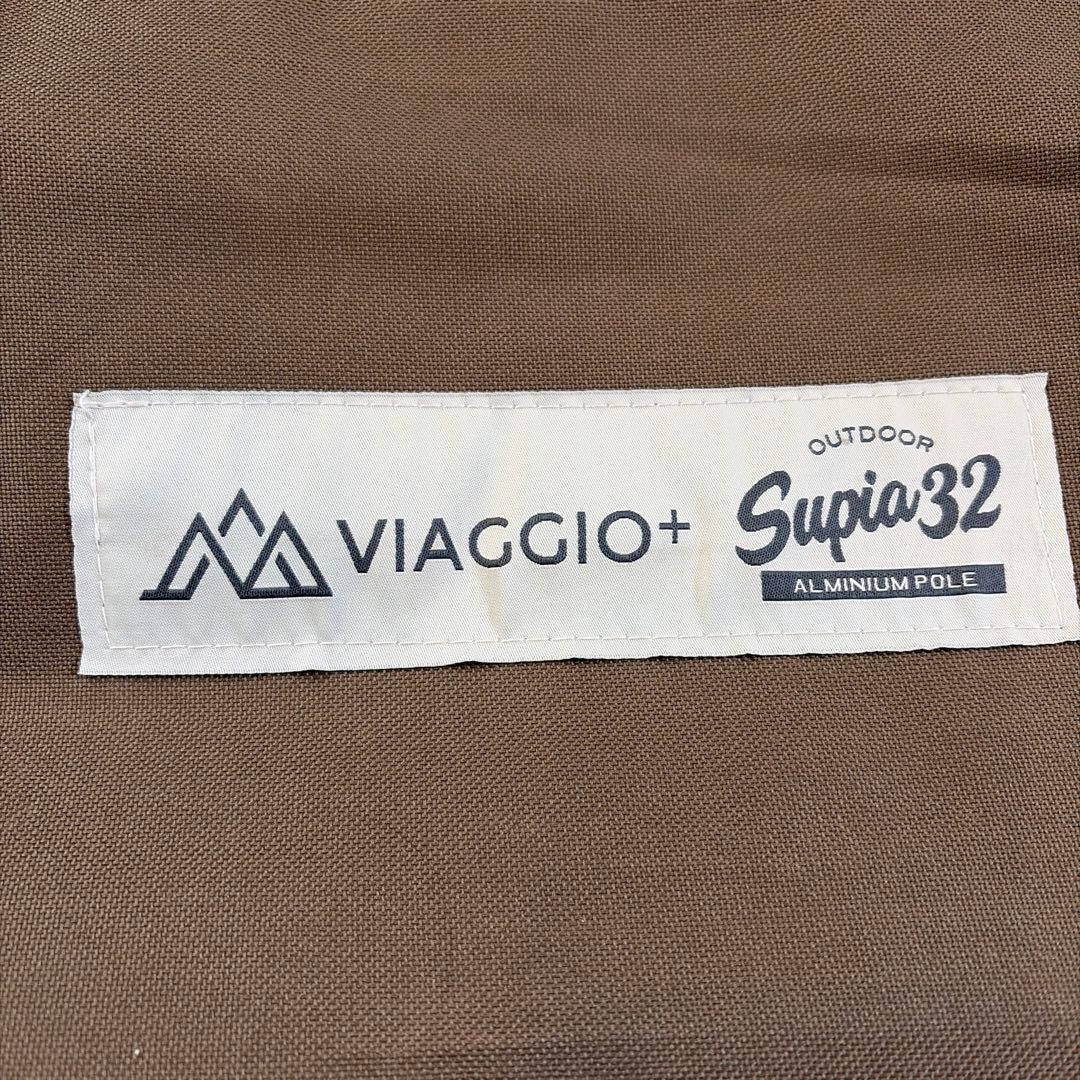 VIAGGIO+
OUTDOOR
Supia32
ALMINIUM POLE